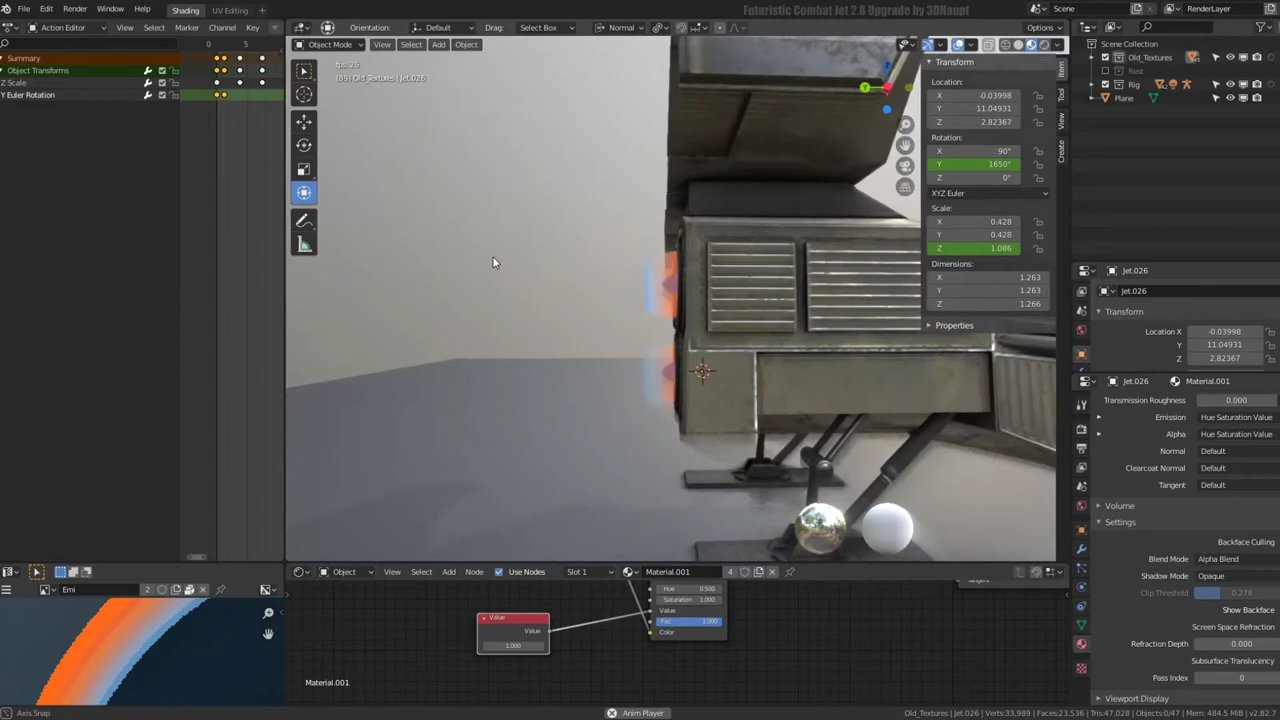 File Edit Render Window Help Shading UV Editing Futuristic Combat Jet 2.8 Upgrade by 3DHaupt Scene RenderLayer
Action Editor View Select Marker Channel Key Orientation: Default Drag: Select Box Normal Options
Object Mode View Select Add Object
0 5
fps: 26
(89) Old_Textures | Jet.026
Summary
Object Transforms
Z Scale
Y Euler Rotation
Transform
Location:
X -0.03998
Y 11.04931
Z 2.82367
Rotation:
X 90°
Y 1650°
Z 0°
XYZ Euler
Scale:
X 0.428
Y 0.428
Z 1.086
Dimensions:
X 1.263
Y 1.263
Z 1.266
Properties
Item
Tool
View
Create
Scene Collection
Old_Textures
Rest
Rig
Plane
Jet.026
Jet.026
Transform
Location X -0.03998
Y 11.04931
Z 2.82367
Jet.026 Material.001
Transmission Roughness 0.000
Emission Hue Saturation Value
Alpha Hue Saturation Value
Normal Default
Clearcoat Normal Default
Tangent Default
Volume
Settings
Backface Culling
Blend Mode Alpha Blend
Shadow Mode Opaque
Clip Threshold 0.278
Show Backface
Screen Space Refraction
Refraction Depth 0.000
Subsurface Translucency
Pass Index 0
Viewport Display
Object View Select Add Node Use Nodes Slot 1 Material.001 4
Emi 2
Hue 0.500
Saturation 1.000
Value
Fac 1.000
Color
Value
Value
1.000
Tangent
Material.001
Axis Snap Anim Player Old_Textures | Jet.026 | Verts:33,989 | Faces:23,536 | Tris:47,028 | Objects:0/47 | Mem: 484.5 MiB | v2.82.7